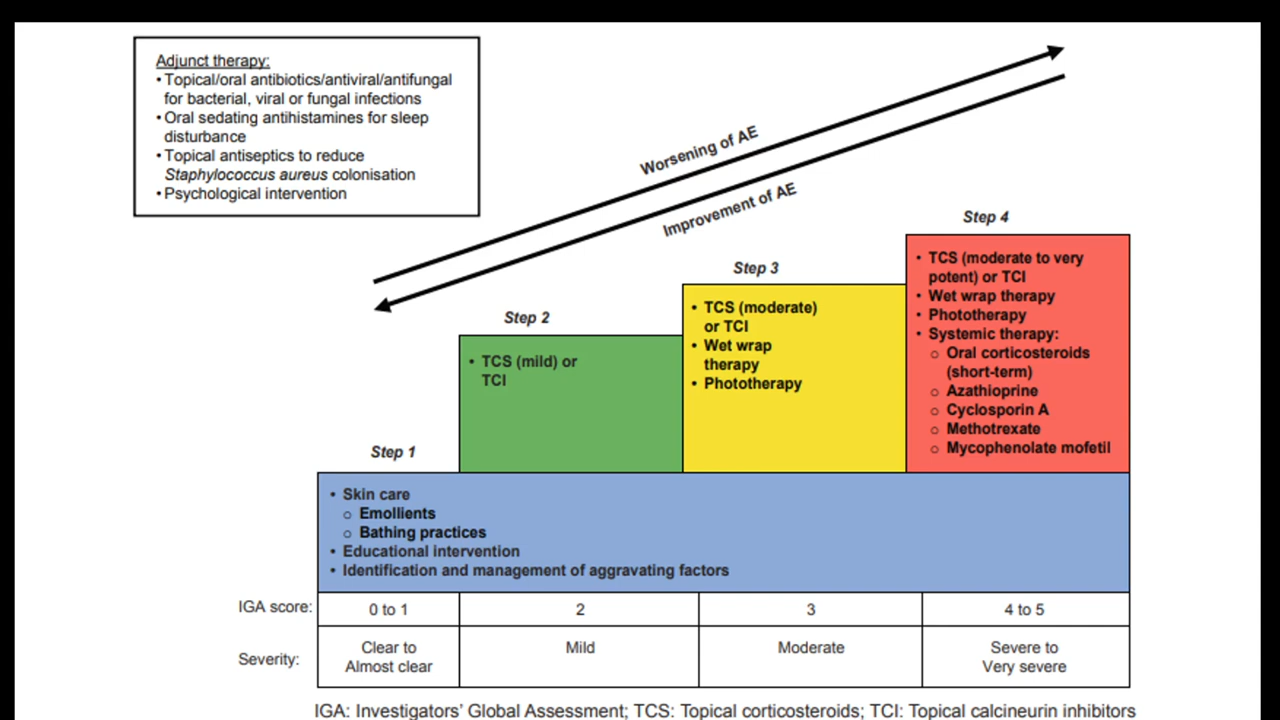 Adjunct therapy:
• Topical/oral antibiotics/antiviral/antifungal
for bacterial, viral or fungal infections
• Oral sedating antihistamines for sleep
disturbance
• Topical antiseptics to reduce
Staphylococcus aureus colonisation
• Psychological intervention
Worsening of AE
Improvement of AE
Step 4
• TCS (moderate to very
potent) or TCI
• Wet wrap therapy
• Phototherapy
• Systemic therapy:
o Oral corticosteroids
(short-term)
o Azathioprine
o Cyclosporin A
o Methotrexate
o Mycophenolate mofetil
Step 3
• TCS (moderate)
or TCI
• Wet wrap
therapy
• Phototherapy
Step 2
• TCS (mild) or
TCI
Step 1
• Skin care
o Emollients
o Bathing practices
• Educational intervention
• Identification and management of aggravating factors
IGA score: 0 to 1 2 3 4 to 5
Severity: Clear to
Almost clear
Mild
Moderate
Severe to
Very severe
IGA: Investigators' Global Assessment; TCS: Topical corticosteroids; TCI: Topical calcineurin inhibitors